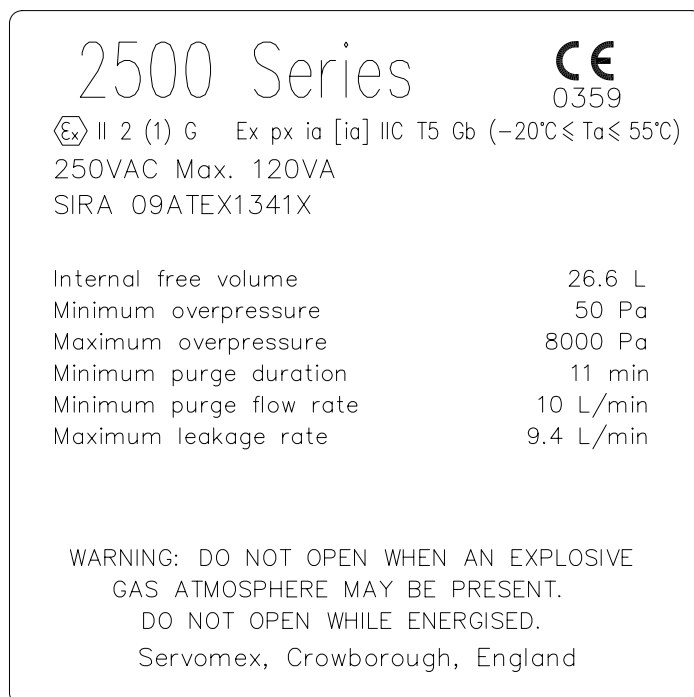 2500 Series
CE
0359
Ex II 2 (1) G Ex px ia [ia] IIC T5 Gb (-20°C ≤ Ta ≤ 55°C)
250VAC Max. 120VA
SIRA 09ATEX1341X
Internal free volume 26.6 L
Minimum overpressure 50 Pa
Maximum overpressure 8000 Pa
Minimum purge duration 11 min
Minimum purge flow rate 10 L/min
Maximum leakage rate 9.4 L/min
WARNING: DO NOT OPEN WHEN AN EXPLOSIVE
GAS ATMOSPHERE MAY BE PRESENT.
DO NOT OPEN WHILE ENERGISED.
Servomex, Crowborough, England